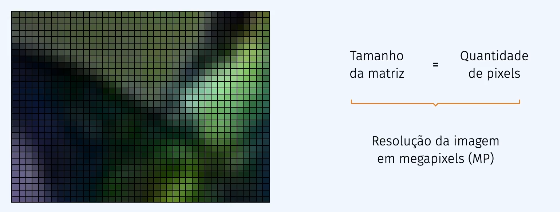 Tamanho
da matriz
=
Quantidade
de pixels
Resolução da imagem
em megapixels (MP)